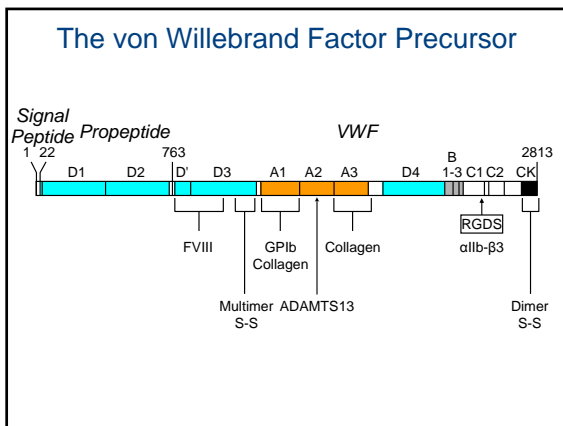 The von Willebrand Factor Precursor
Signal
Peptide Propeptide VWF
1 22 763 2813
D1 D2 D' D3 A1 A2 A3 D4 B
1-3 C1 C2 CK
FVIII GPIb
Collagen Collagen RGDS
αIIb-β3
Multimer
S-S ADAMTS13 Dimer
S-S